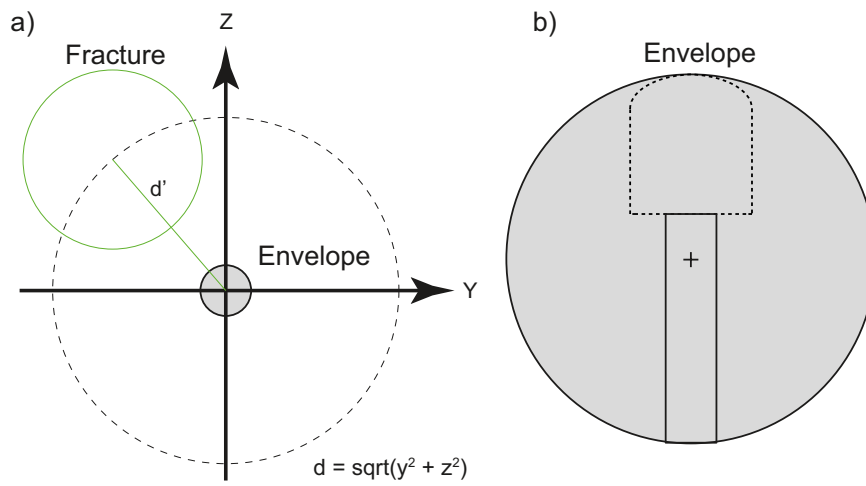 a)
Z
Fracture
d'
Envelope
Y
d = sqrt(y² + z²)
b)
Envelope